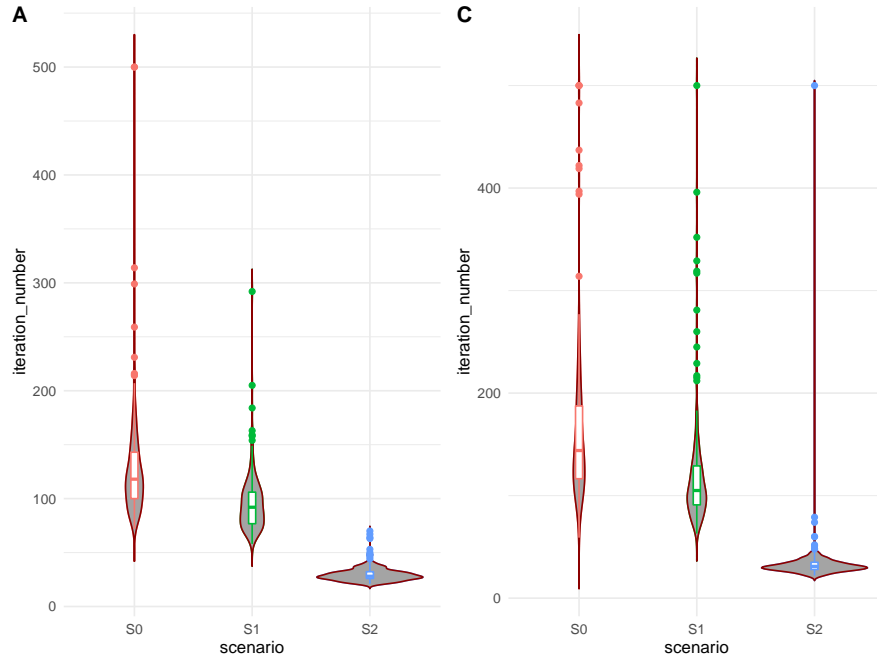 A
iteration_number
500
400
300
200
100
0
S0 S1 S2
scenario
C
iteration_number
400
200
0
S0 S1 S2
scenario